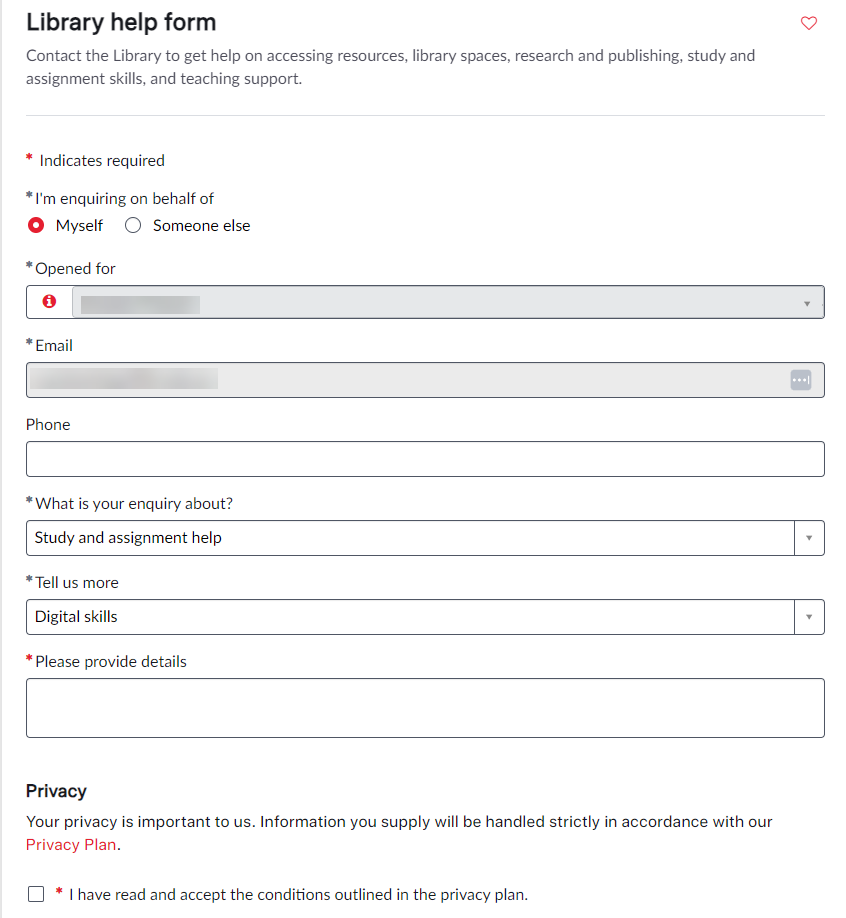 Library help form
Contact the Library to get help on accessing resources, library spaces, research and publishing, study and
assignment skills, and teaching support.
* Indicates required
*I'm enquiring on behalf of
Myself Someone else
*Opened for
*Email
Phone
*What is your enquiry about?
Study and assignment help
*Tell us more
Digital skills
*Please provide details
Privacy
Your privacy is important to us. Information you supply will be handled strictly in accordance with our
Privacy Plan.
* I have read and accept the conditions outlined in the privacy plan.